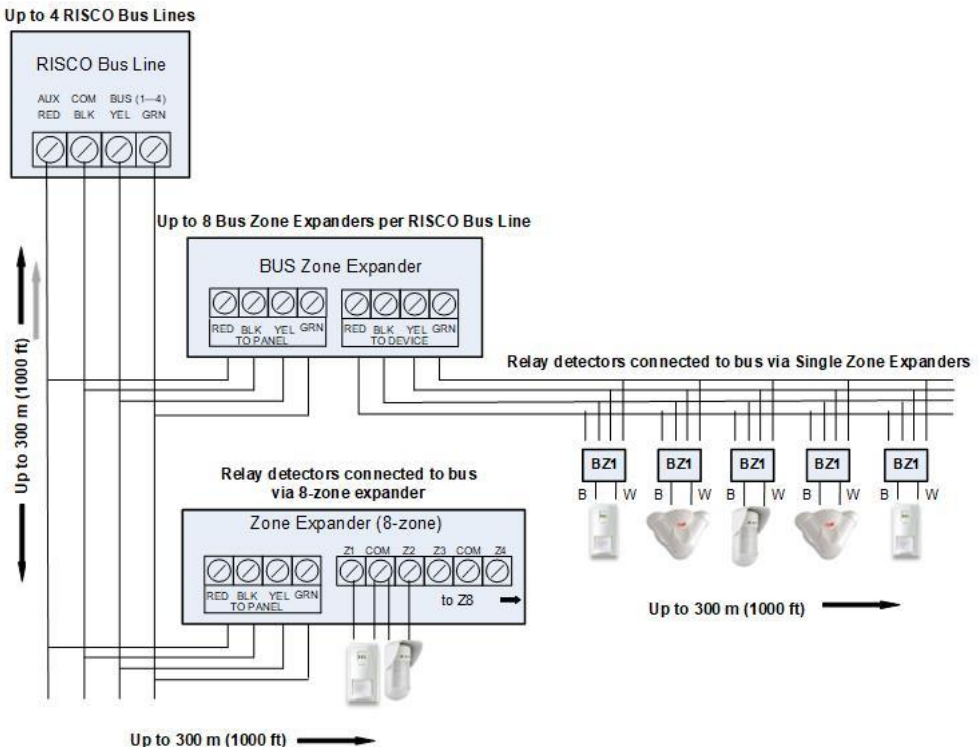 Up to 4 RISCO Bus Lines
RISCO Bus Line
AUX COM BUS (1—4)
RED BLK YEL GRN
Up to 8 Bus Zone Expanders per RISCO Bus Line
BUS Zone Expander
RED BLK YEL GRN
TO PANEL
RED BLK YEL GRN
TO DEVICE
Up to 300 m (1000 ft)
Relay detectors connected to bus via Single Zone Expanders
BZ1 BZ1 BZ1 BZ1 BZ1
B W B W B W B W B W
Up to 300 m (1000 ft)
Relay detectors connected to bus
via 8-zone expander
Zone Expander (8-zone)
Z1 COM Z2 Z3 COM Z4
RED BLK YEL GRN
TO PANEL
to Z8
Up to 300 m (1000 ft)